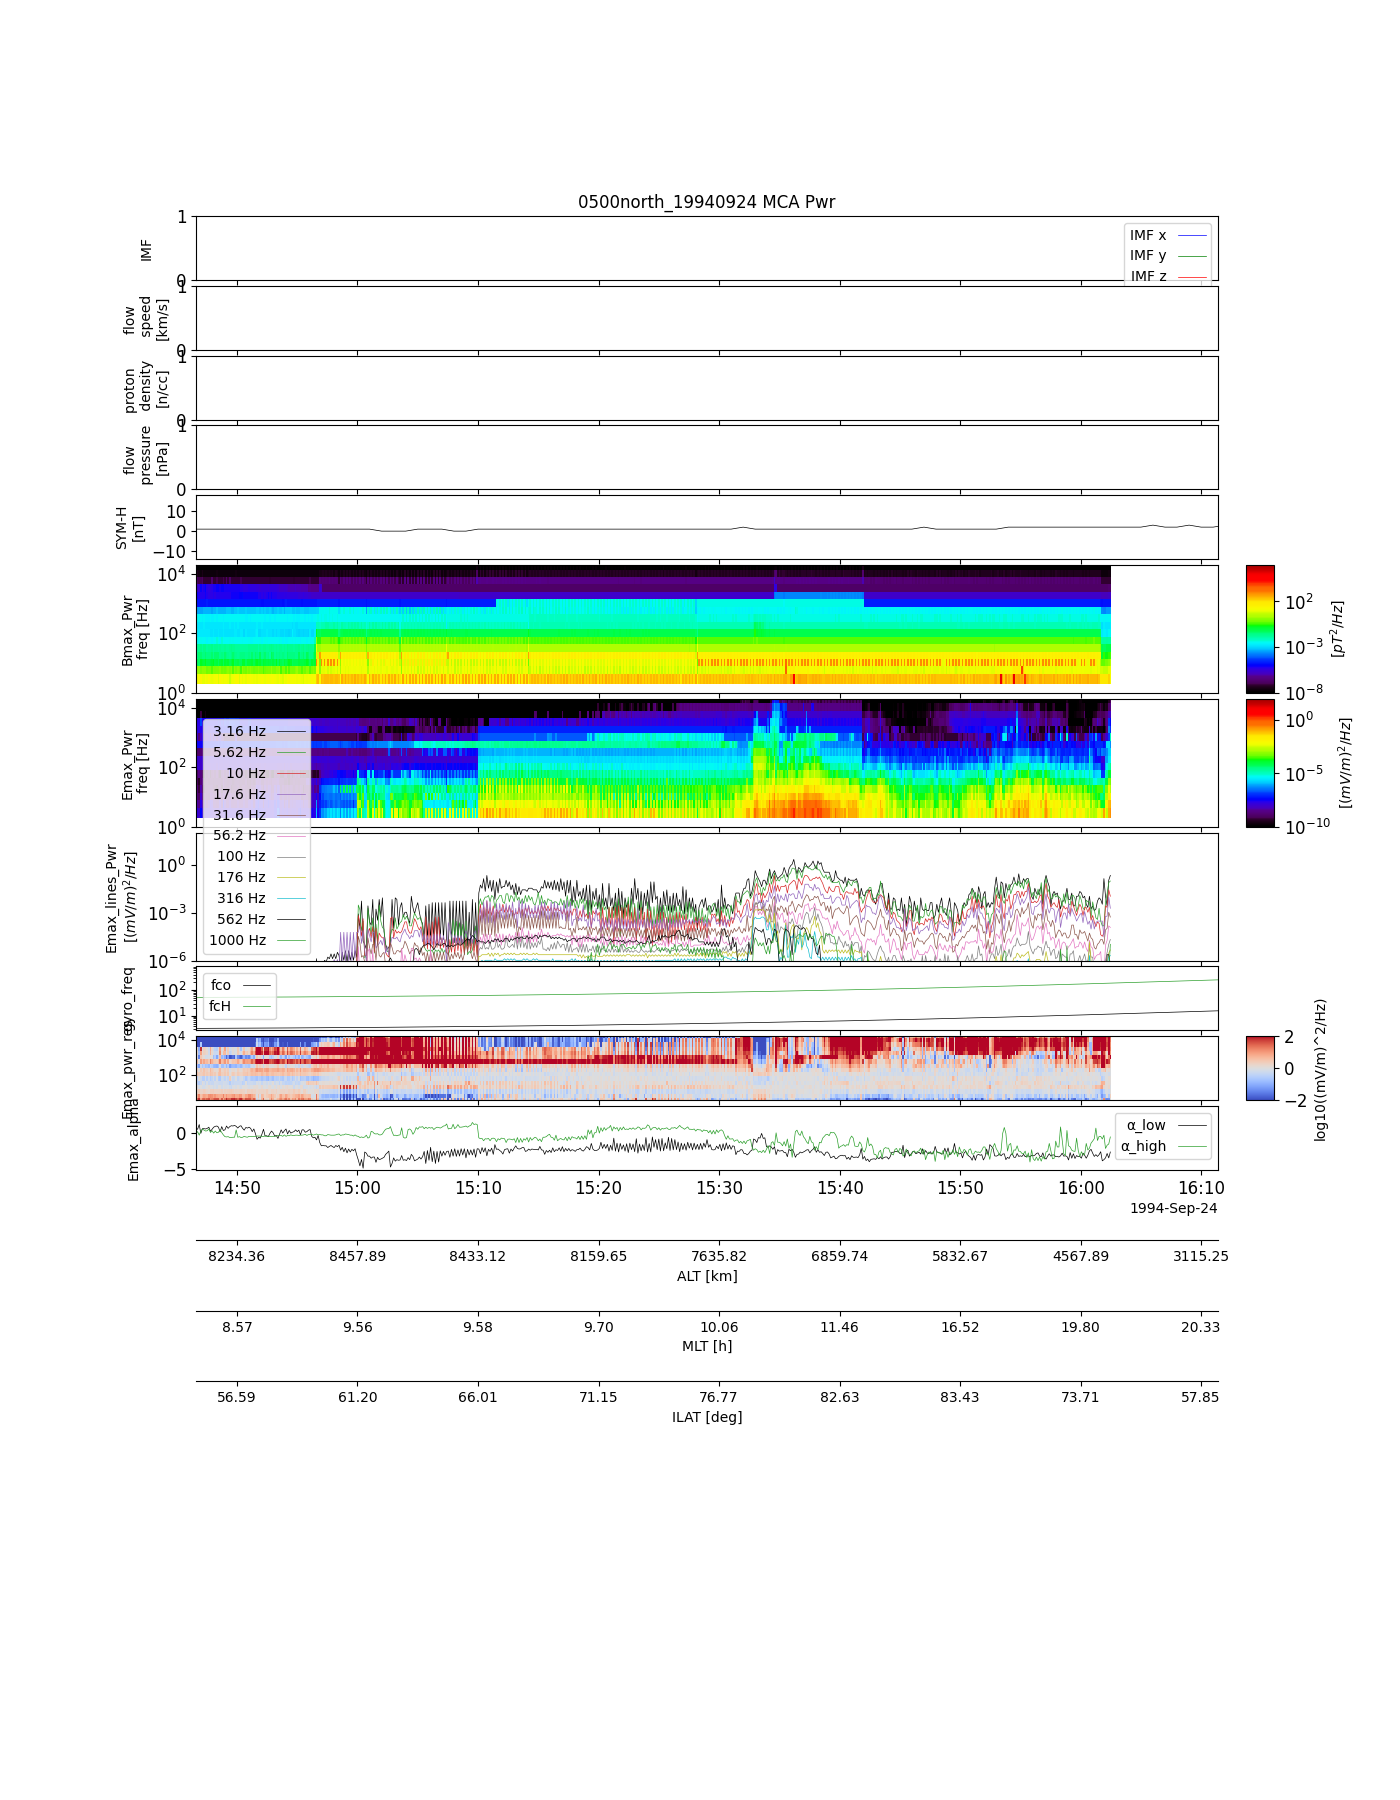 0500north_19940924 MCA Pwr
1
0
IMF
IMF x
IMF y
IMF z
1
0
flow
speed
[km/s]
1
0
proton
density
[n/cc]
1
0
flow
pressure
[nPa]
10
0
−10
SYM-H
[nT]
10^4
10^2
10^0
Bmax_Pwr
freq [Hz]
10^2
10^−3
10^−8
[pT^2/Hz]
10^4
10^2
10^0
Emax_Pwr
freq [Hz]
10^0
10^−5
10^−10
[(mV/m)^2/Hz]
3.16 Hz
5.62 Hz
10 Hz
17.6 Hz
31.6 Hz
56.2 Hz
100 Hz
176 Hz
316 Hz
562 Hz
1000 Hz
10^0
10^−3
10^−6
Emax_lines_Pwr
[(mV/m)^2/Hz]
10^2
10^1
gyro_freq
fco
fcH
10^4
10^2
Emax_pwr_reg
2
0
−2
log10((mV/m)^2/Hz)
0
−5
Emax_alpha
α_low
α_high
14:50 15:00 15:10 15:20 15:30 15:40 15:50 16:00 16:10
1994-Sep-24
8234.36 8457.89 8433.12 8159.65 7635.82 6859.74 5832.67 4567.89 3115.25
ALT [km]
8.57 9.56 9.58 9.70 10.06 11.46 16.52 19.80 20.33
MLT [h]
56.59 61.20 66.01 71.15 76.77 82.63 83.43 73.71 57.85
ILAT [deg]